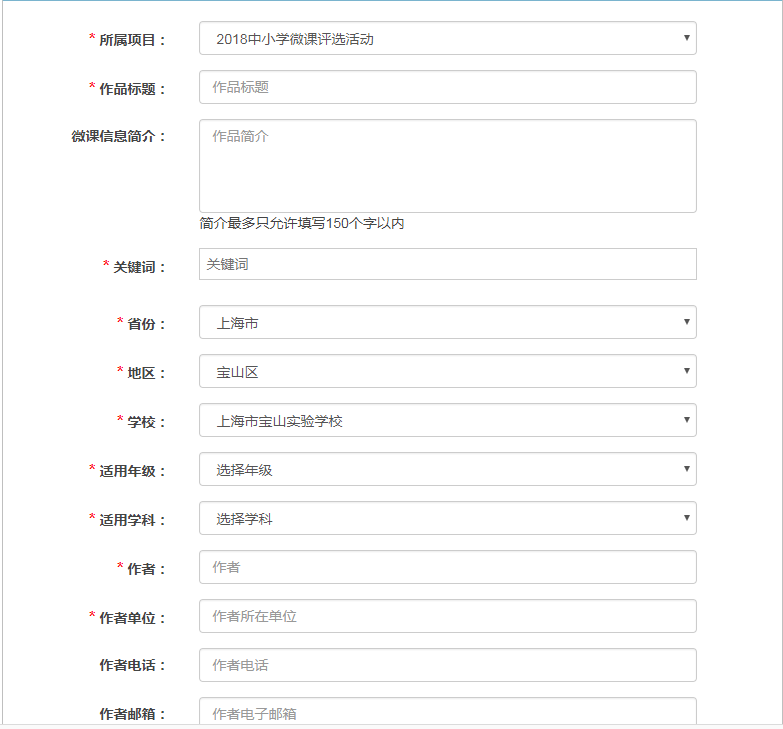 * 所属项目： 2018中小学微课评选活动
* 作品标题： 作品标题
微课信息简介： 作品简介
简介最多只允许填写150个字以内
* 关键词： 关键词
* 省份： 上海市
* 地区： 宝山区
* 学校： 上海市宝山实验学校
* 适用年级： 选择年级
* 适用学科： 选择学科
* 作者： 作者
* 作者单位： 作者所在单位
作者电话： 作者电话
作者邮箱： 作者电子邮箱